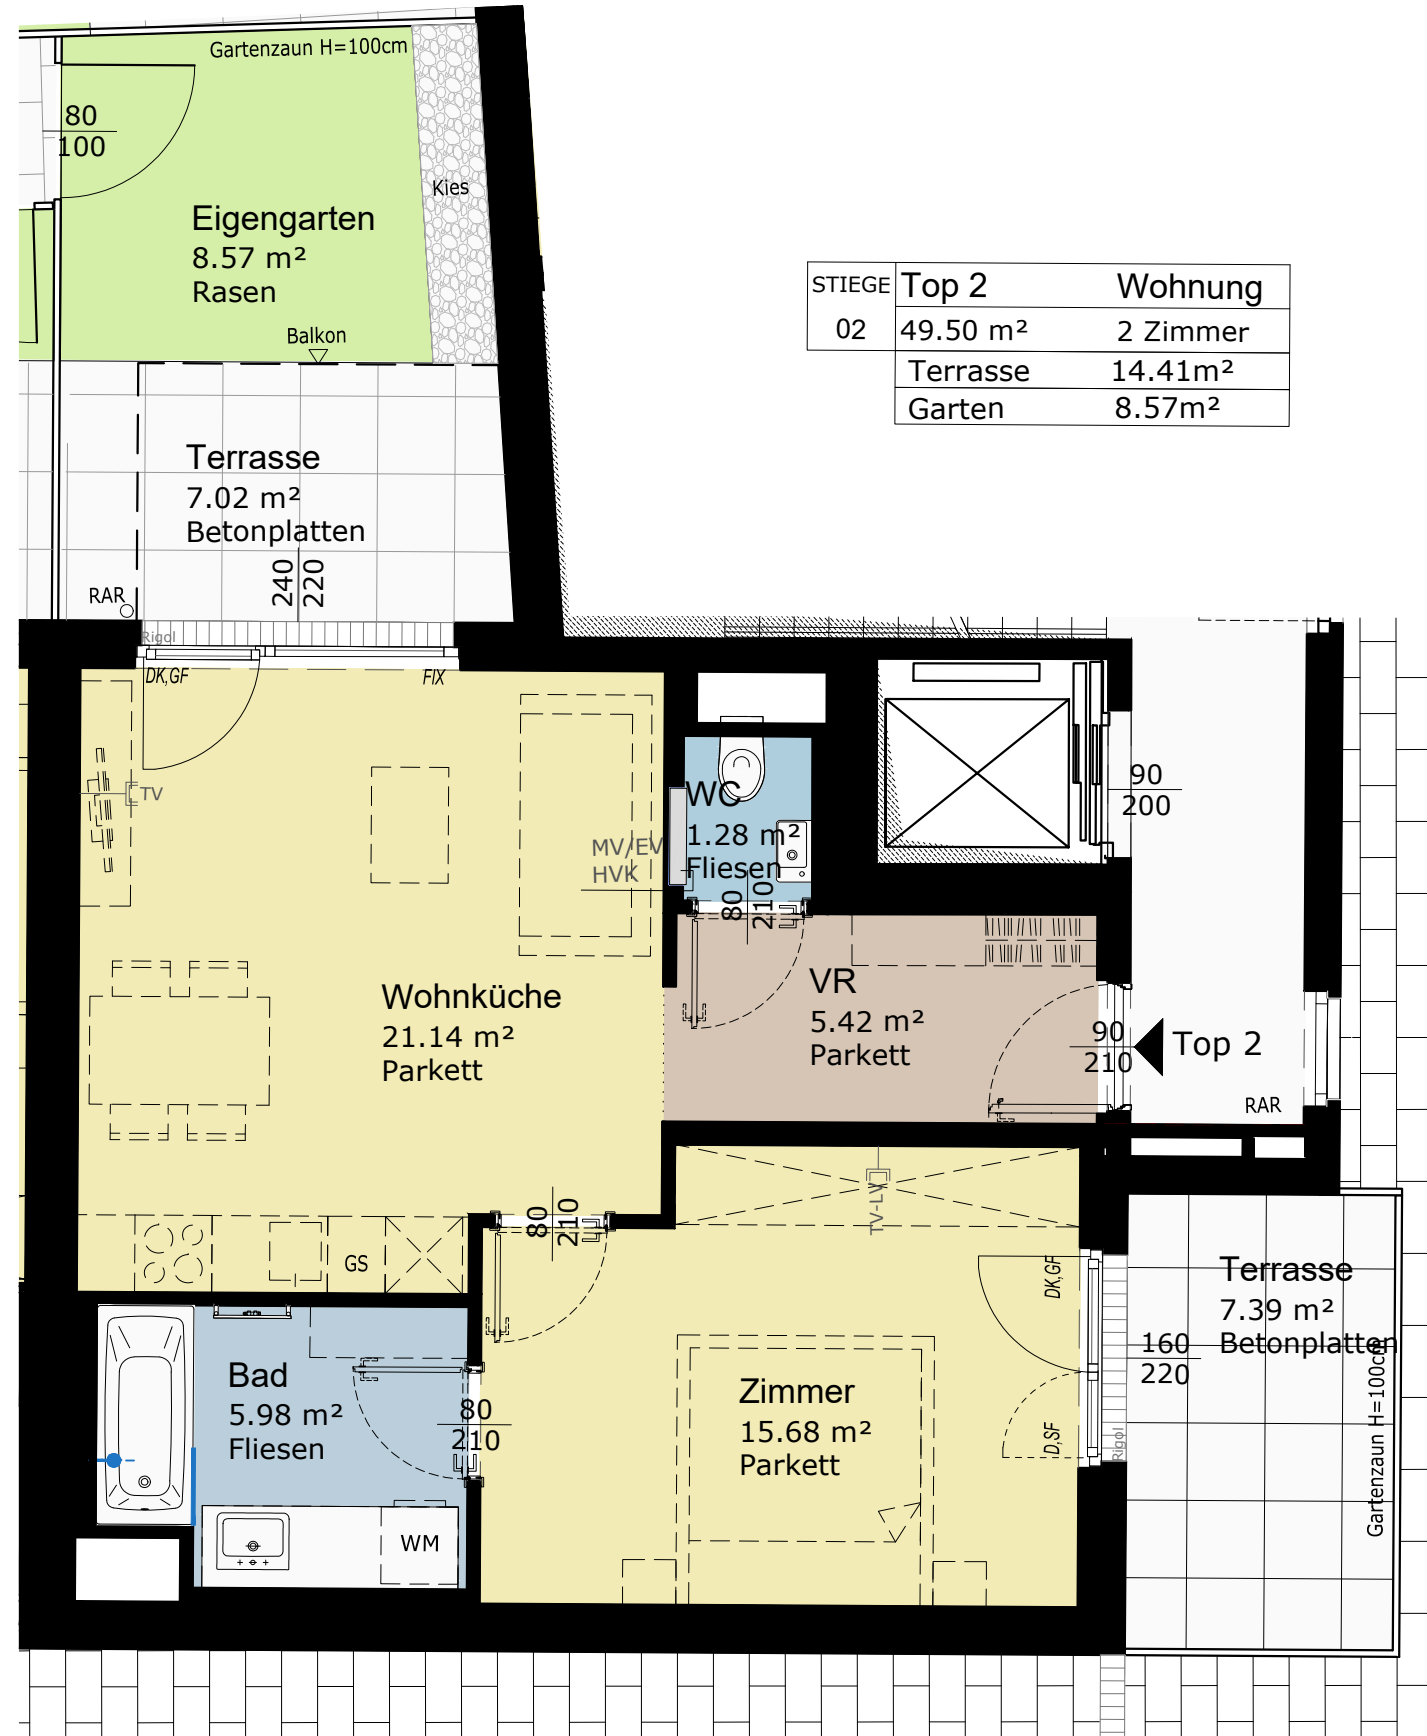 Gartenzaun H=100cm
80
100
Kies
Eigengarten
8.57 m²
Rasen
Balkon
STIEGE
02
Top 2 Wohnung
49.50 m² 2 Zimmer
Terrasse 14.41m²
Garten 8.57m²
Terrasse
7.02 m²
Betonplatten
240
220
RAR
Rigol
DK,GF
FIX
TV
WC
1.28 m²
Fliesen
MV/EV
HVK
80
210
90
200
Wohnküche
21.14 m²
Parkett
VR
5.42 m²
Parkett
90
210
Top 2
RAR
80
210
GS
TV-LV
DK,GF
D,SF
Terrasse
7.39 m²
Betonplatten
160
220
Rigol
Gartenzaun H=100cm
Bad
5.98 m²
Fliesen
80
210
Zimmer
15.68 m²
Parkett
WM